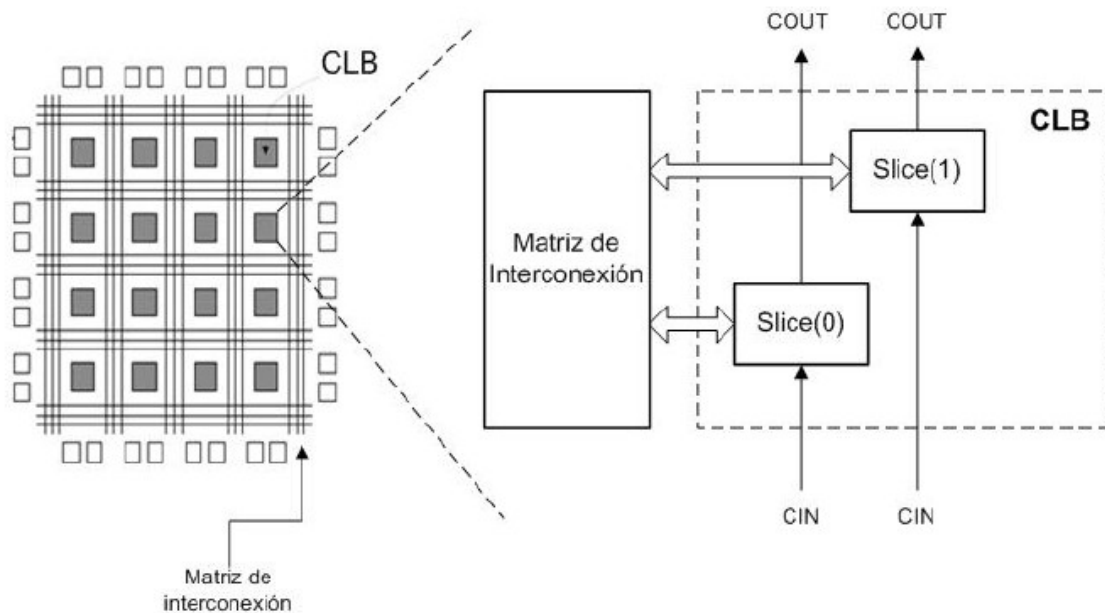 COUT
COUT
CLB
CLB
Slice(1)
Matriz de
Interconexión
Slice(0)
CIN
CIN
Matriz de
interconexión